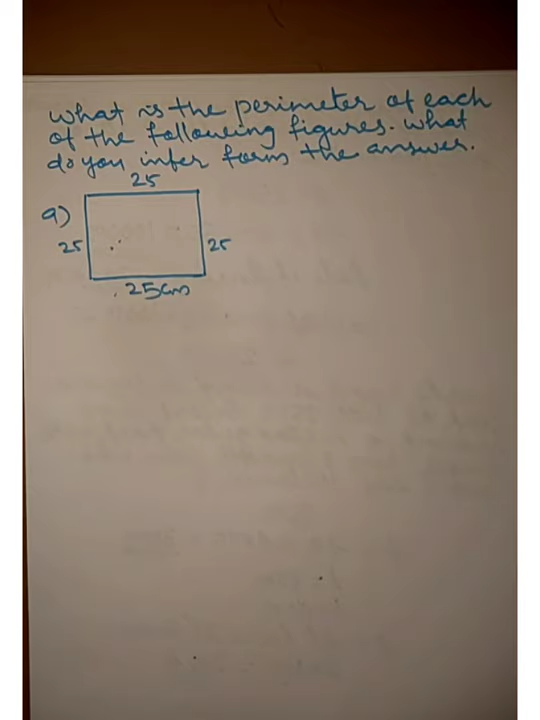 What is the perimeter of each
of the following figures. What
do you infer form the answer.
25
a)
25
25
25cm